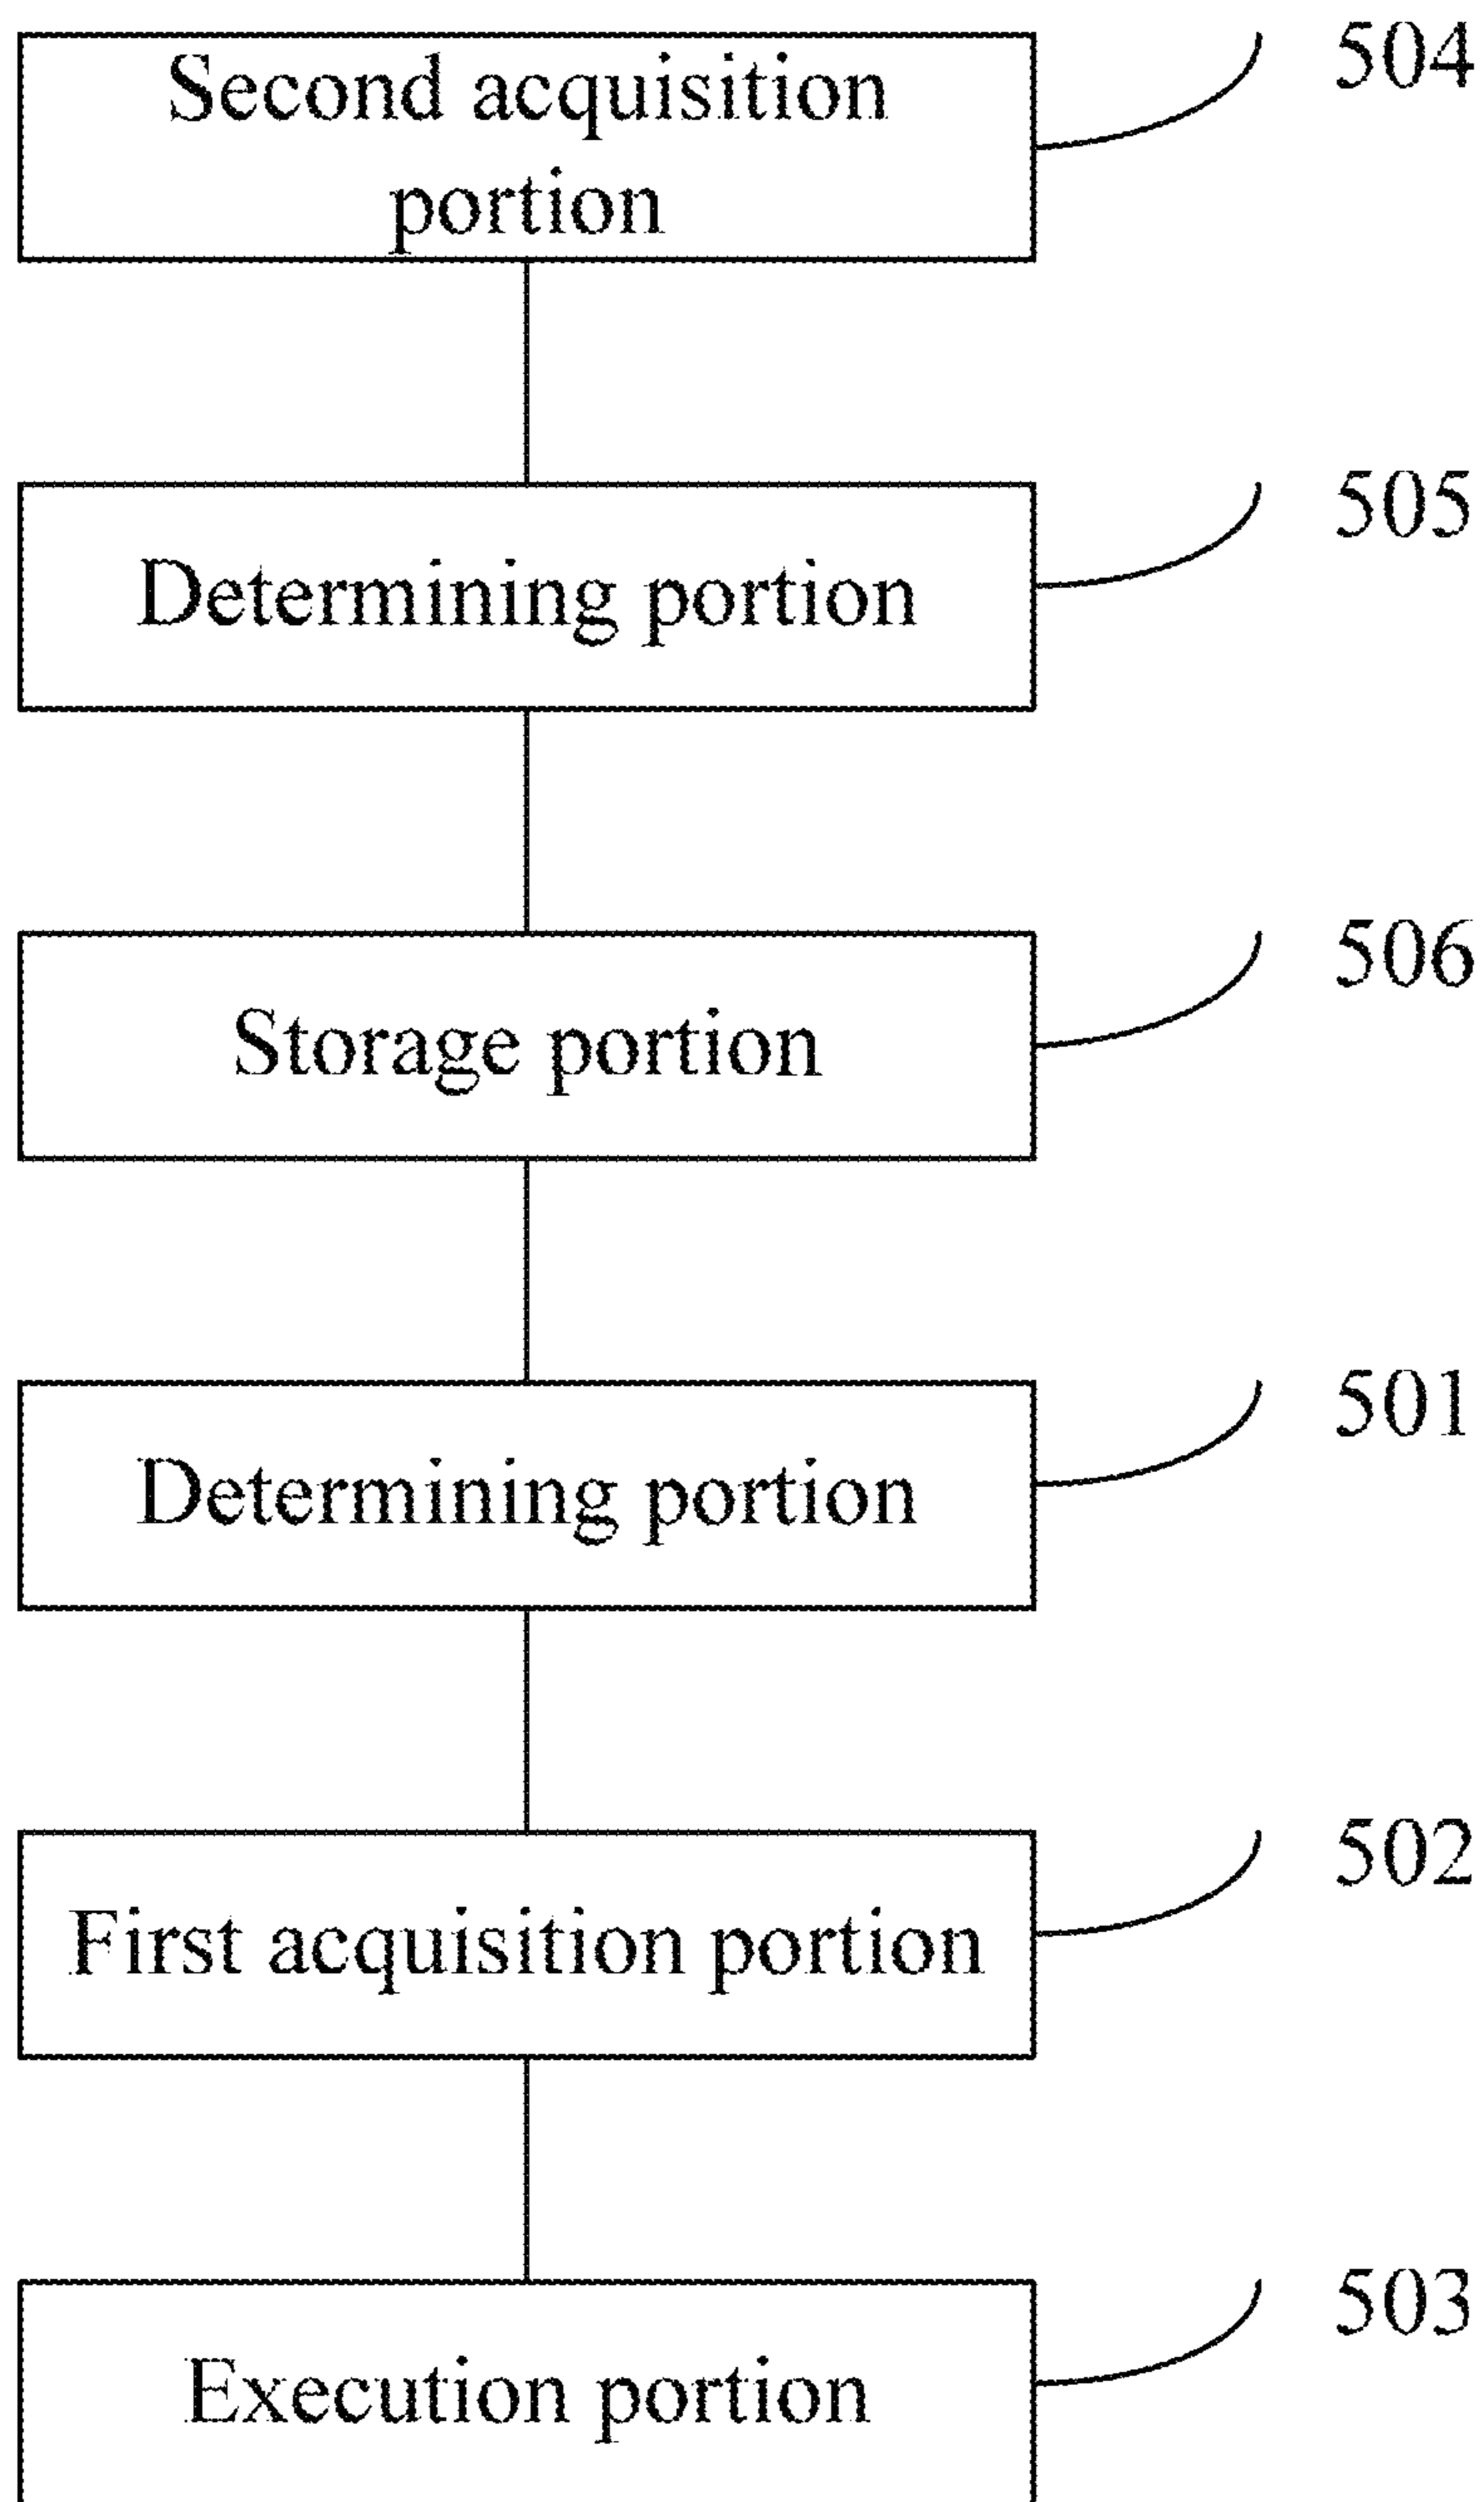 Second acquisition
portion
504
Determining portion
505
Storage portion
506
Determining portion
501
First acquisition portion
502
Execution portion
503